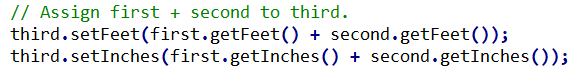 // Assign first + second to third.
third.setFeet(first.getFeet() + second.getFeet());
third.setInches(first.getInches() + second.getInches());